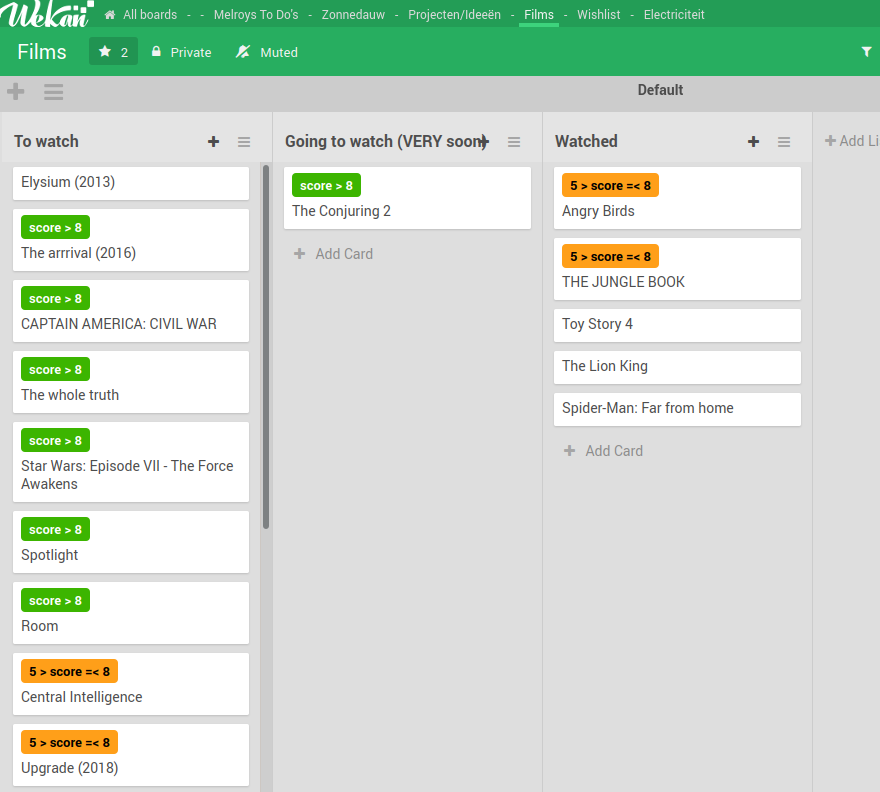 Wekan All boards - - Melroys To Do's - Zonnedauw - Projecten/Ideeën - Films - Wishlist - Electriciteit
Films 2 Private Muted
Default
To watch
Elysium (2013)
score > 8
The arrrival (2016)
score > 8
CAPTAIN AMERICA: CIVIL WAR
score > 8
The whole truth
score > 8
Star Wars: Episode VII - The Force
Awakens
score > 8
Spotlight
score > 8
Room
5 > score =< 8
Central Intelligence
5 > score =< 8
Upgrade (2018)
Going to watch (VERY soon)
score > 8
The Conjuring 2
Add Card
Watched
5 > score =< 8
Angry Birds
5 > score =< 8
THE JUNGLE BOOK
Toy Story 4
The Lion King
Spider-Man: Far from home
Add Card
Add Li